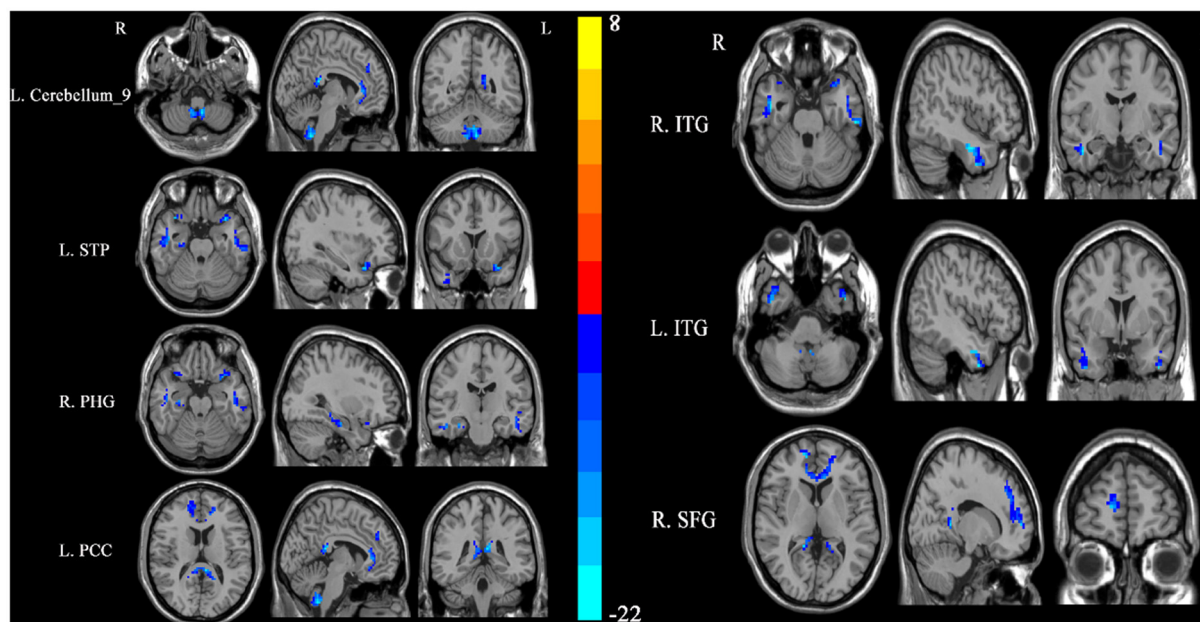 R
L
L. Cerebellum_9
L. STP
R. PHG
L. PCC
8
-22
R
R. ITG
L. ITG
R. SFG